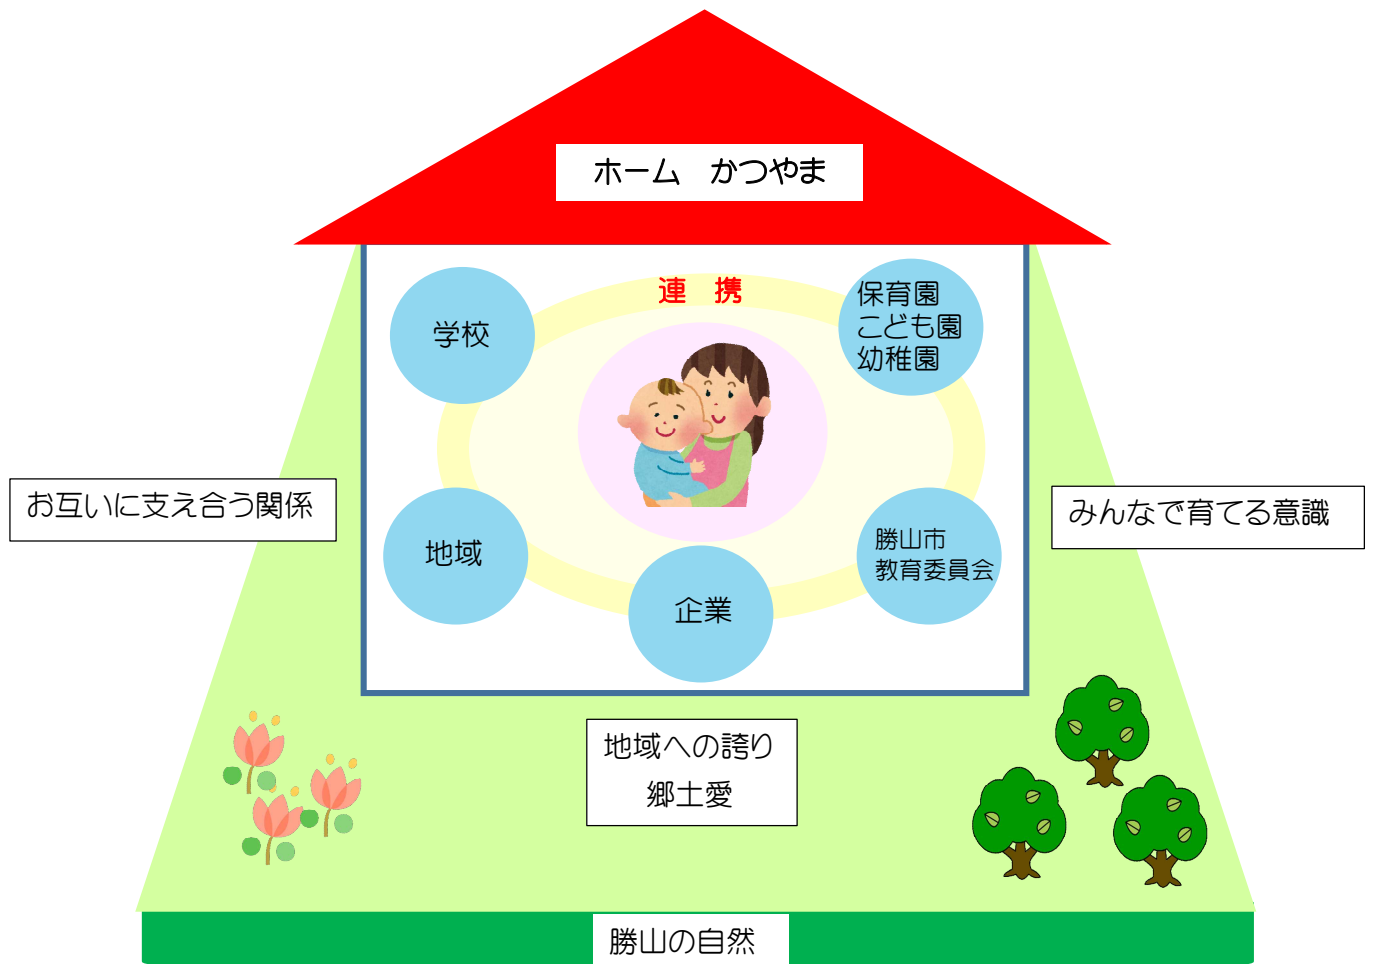 ホーム　かつやま
連　携
学校
保育園
こども園
幼稚園
お互いに支え合う関係
みんなで育てる意識
地域
勝山市
教育委員会
企業
地域への誇り
郷土愛
勝山の自然